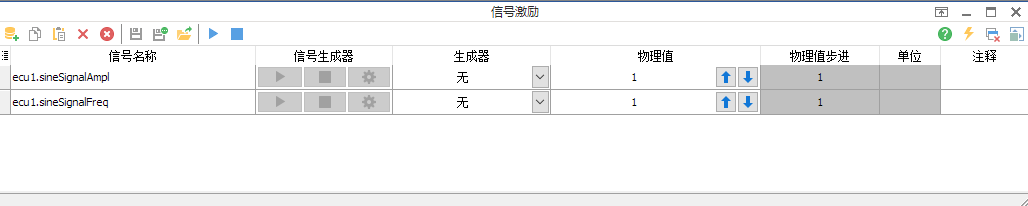 信号激励
信号名称 信号生成器 生成器 物理值 物理值步进 单位 注释
ecu1.sineSignalAmpl 无 1 1
ecu1.sineSignalFreq 无 1 1